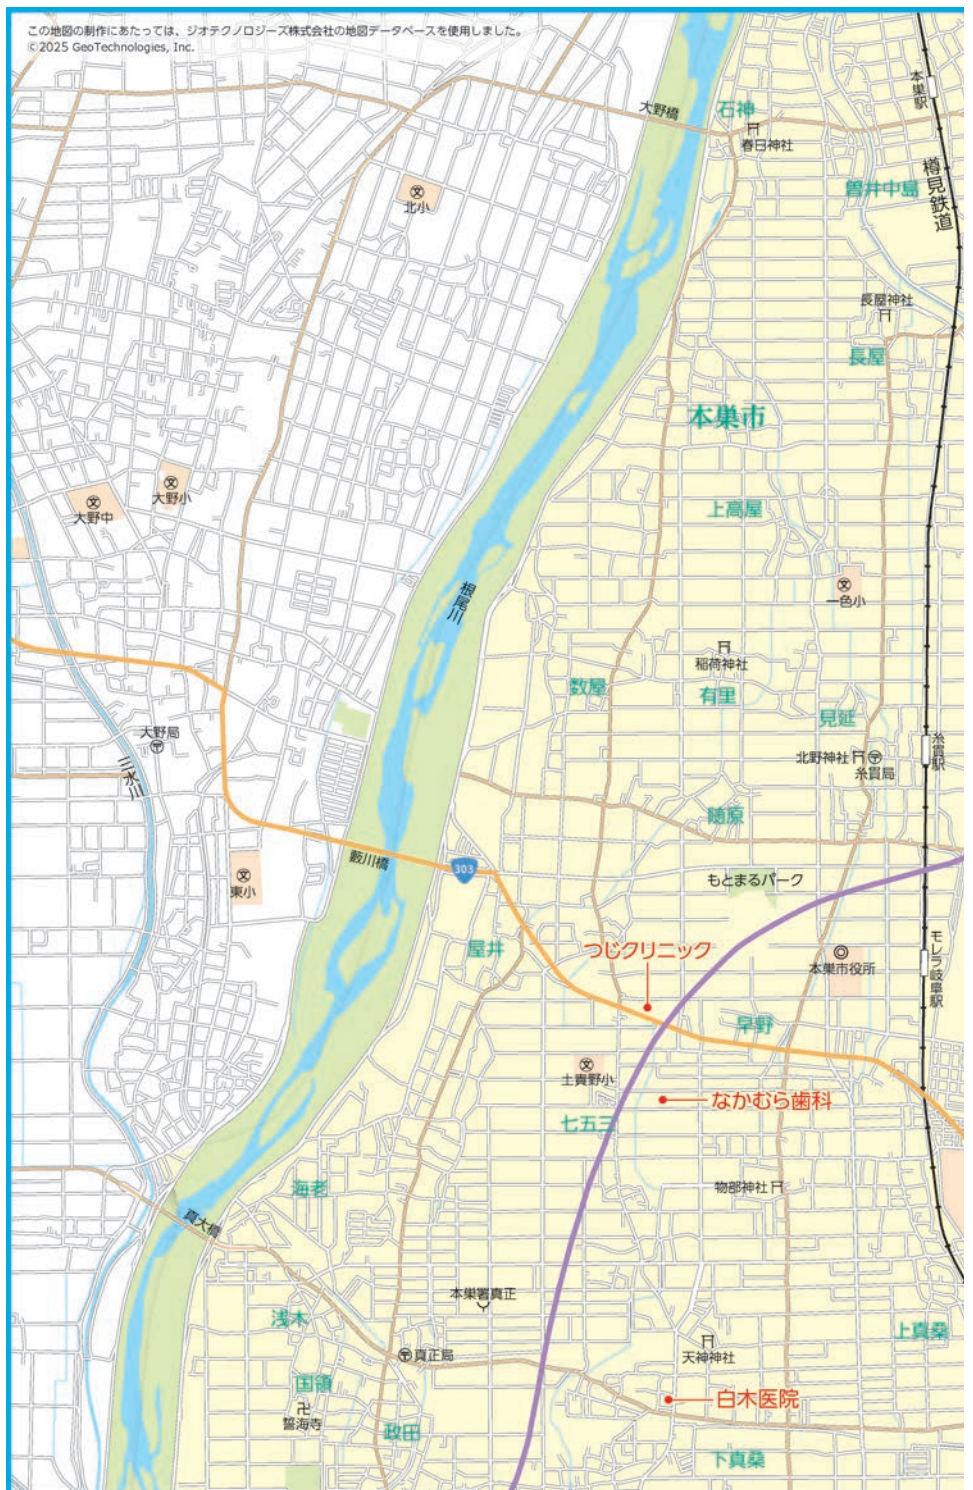 この地図の制作にあたっては、ジオテクノロジーズ株式会社の地図データベースを使用しました。
©2025 GeoTechnologies, Inc.
本巣駅
大野橋
石神
春日神社
樽見鉄道
曽井中島
北小
長屋神社
長屋
本巣市
大野小
大野中
上高屋
根尾川
一色小
稲荷神社
数屋
有里
見延
大野局
三水川
北野神社
糸貫局
糸貫駅
随原
藪川橋
303
東小
もとまるパーク
屋井
つじクリニック
本巣市役所
モレラ岐阜駅
早野
土貴野小
なかむら歯科
七五三
海老
物部神社
真大橋
本巣署真正
浅木
上真桑
真正局
天神神社
国領
誓海寺
白木医院
政田
下真桑